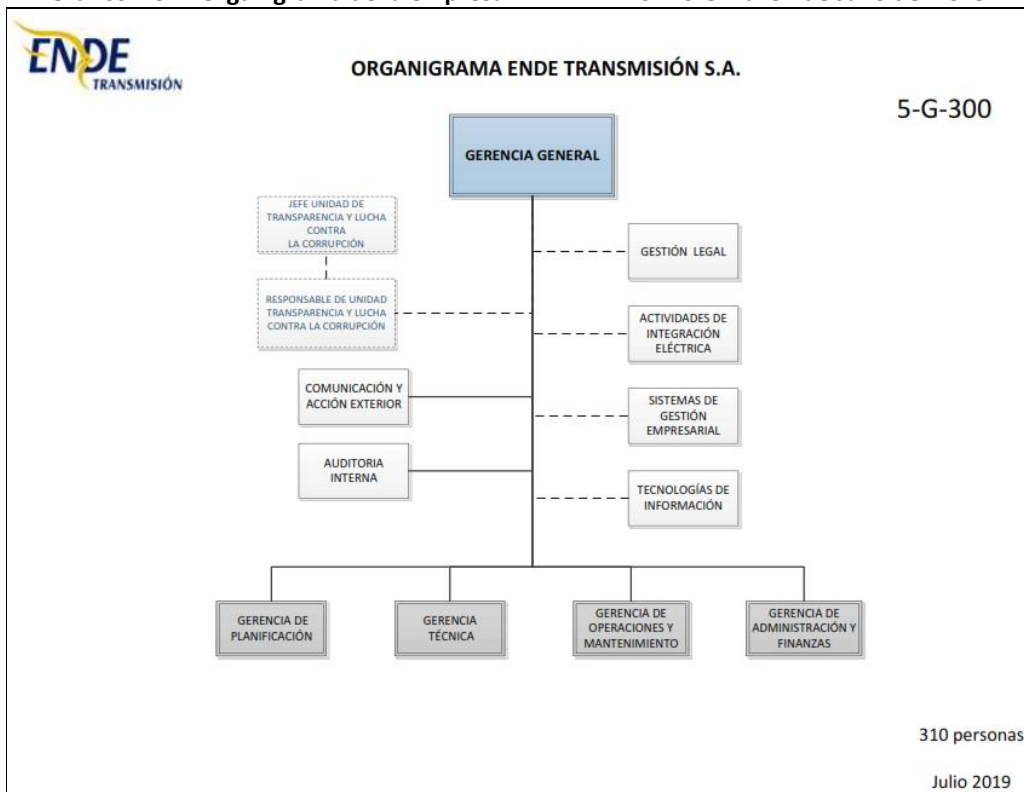 ENDE
TRANSMISIÓN
ORGANIGRAMA ENDE TRANSMISIÓN S.A.
5-G-300
GERENCIA GENERAL
JEFE UNIDAD DE
TRANSPARENCIA Y LUCHA
CONTRA
LA CORRUPCIÓN
GESTIÓN LEGAL
RESPONSABLE DE UNIDAD
TRANSPARENCIA Y LUCHA
CONTRA LA CORRUPCIÓN
ACTIVIDADES DE
INTEGRACIÓN
ELÉCTRICA
COMUNICACIÓN Y
ACCIÓN EXTERIOR
SISTEMAS DE
GESTIÓN
EMPRESARIAL
AUDITORIA
INTERNA
TECNOLOGÍAS DE
INFORMACIÓN
GERENCIA DE
PLANIFICACIÓN
GERENCIA
TÉCNICA
GERENCIA DE
OPERACIONES Y
MANTENIMIENTO
GERENCIA DE
ADMINISTRACIÓN Y
FINANZAS
310 personas
Julio 2019